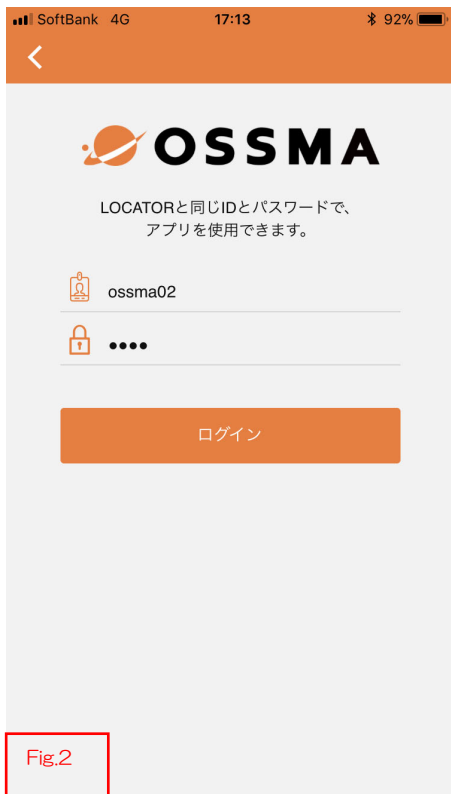 SoftBank 4G 17:13 92%
OSSMA
LOCATORと同じIDとパスワードで、
アプリを使用できます。
ossma02
••••
ログイン
Fig.2